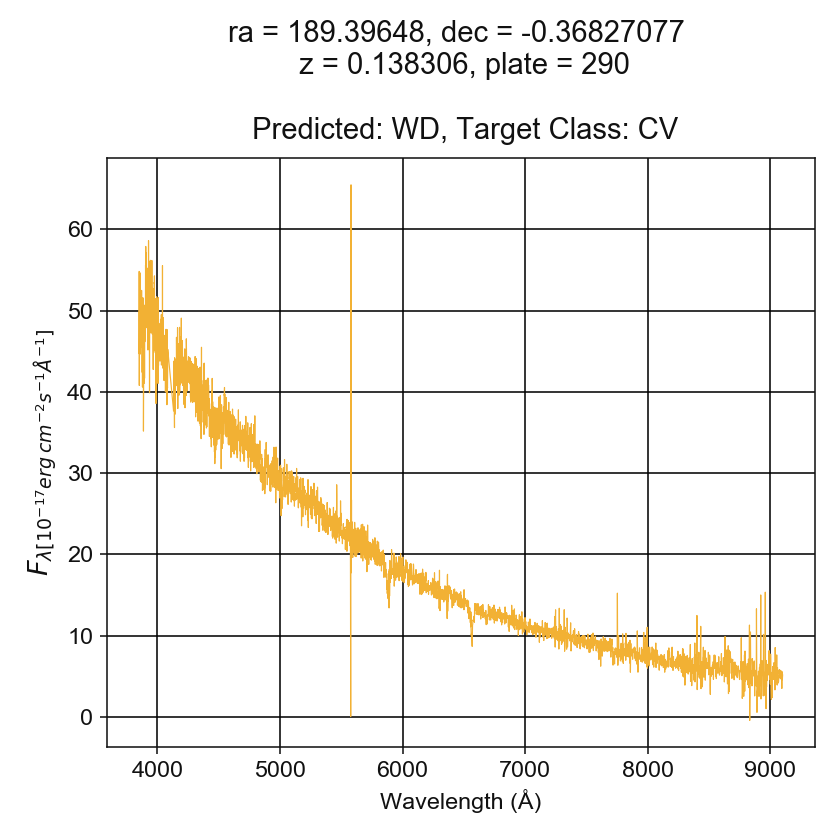 ra = 189.39648, dec = -0.36827077
z = 0.138306, plate = 290
Predicted: WD, Target Class: CV
F_{λ[10^{-17}erg cm^{-2}s^{-1}Å^{-1}]}
60
50
40
30
20
10
0
4000 5000 6000 7000 8000 9000
Wavelength (Å)